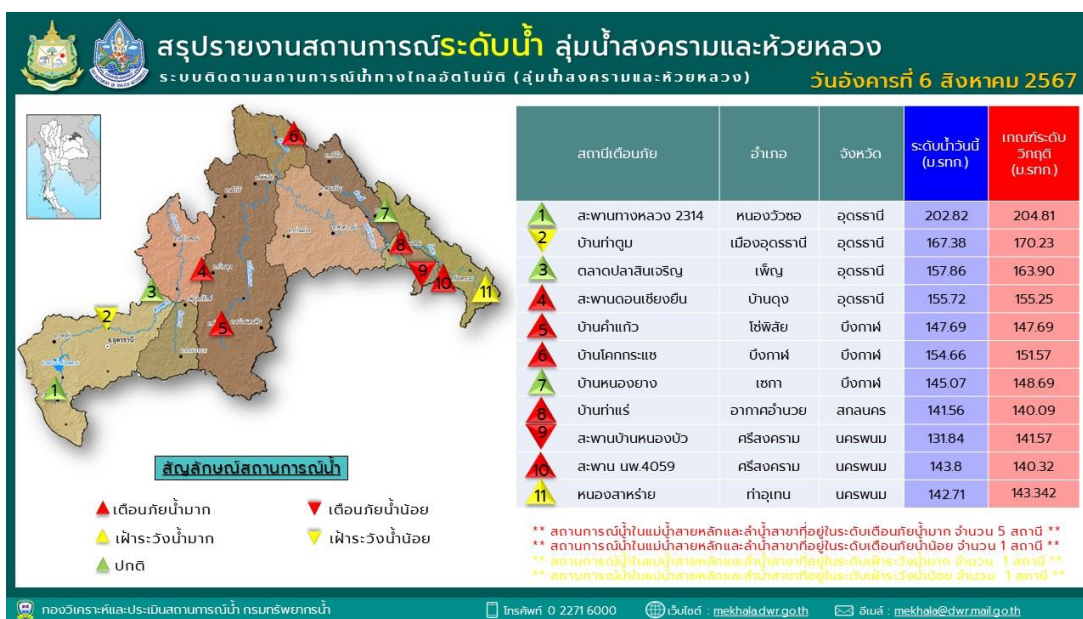 สรุปรายงานสถานการณ์ระดับน้ำ ลุ่มน้ำสงครามและห้วยหลวง
ระบบติดตามสถานการณ์น้ำทางไกลอัตโนมัติ (ลุ่มน้ำสงครามและห้วยหลวง)
วันอังคารที่ 6 สิงหาคม 2567
สถานีเตือนภัย อำเภอ จังหวัด ระดับน้ำวันนี้ (ม.รทก.) เกณฑ์ระดับวิกฤติ (ม.รทก.)
1 สะพานทางหลวง 2314 หนองวัวซอ อุดรธานี 202.82 204.81
2 บ้านท่าตูม เมืองอุดรธานี อุดรธานี 167.38 170.23
3 ตลาดปลาสินเจริญ เพ็ญ อุดรธานี 157.86 163.90
4 สะพานดอนเชียงยืน บ้านดุง อุดรธานี 155.72 155.25
5 บ้านคำแก้ว โซ่พิสัย บึงกาฬ 147.69 147.69
6 บ้านโคกกระแซ บึงกาฬ บึงกาฬ 154.66 151.57
7 บ้านหนองยาง เซกา บึงกาฬ 145.07 148.69
8 บ้านท่าแร่ อากาศอำนวย สกลนคร 141.56 140.09
9 สะพานบ้านหนองบัว ศรีสงคราม นครพนม 131.84 141.57
10 สะพาน นพ.4059 ศรีสงคราม นครพนม 143.8 140.32
11 หนองสาหร่าย ท่าอุเทน นครพนม 142.71 143.342
6
7
8
4
9
10
11
3
2
5
1
สัญลักษณ์สถานการณ์น้ำ
เตือนภัยน้ำมาก เตือนภัยน้ำน้อย
เฝ้าระวังน้ำมาก เฝ้าระวังน้ำน้อย
ปกติ
** สถานการณ์น้ำในแม่น้ำสายหลักและลำน้ำสาขาที่อยู่ในระดับเตือนภัยน้ำมาก จำนวน 5 สถานี **
** สถานการณ์น้ำในแม่น้ำสายหลักและลำน้ำสาขาที่อยู่ในระดับเตือนภัยน้ำน้อย จำนวน 1 สถานี **
** สถานการณ์น้ำในแม่น้ำสายหลักและลำน้ำสาขาที่อยู่ในระดับเฝ้าระวังน้ำมาก จำนวน 1 สถานี **
** สถานการณ์น้ำในแม่น้ำสายหลักและลำน้ำสาขาที่อยู่ในระดับเฝ้าระวังน้ำน้อย จำนวน 1 สถานี **
กองวิเคราะห์และประเมินสถานการณ์น้ำ กรมทรัพยากรน้ำ โทรศัพท์ 0 2271 6000 เว็บไซต์ : mekhala.dwr.go.th อีเมล์ : mekhala@dwr.mail.go.th